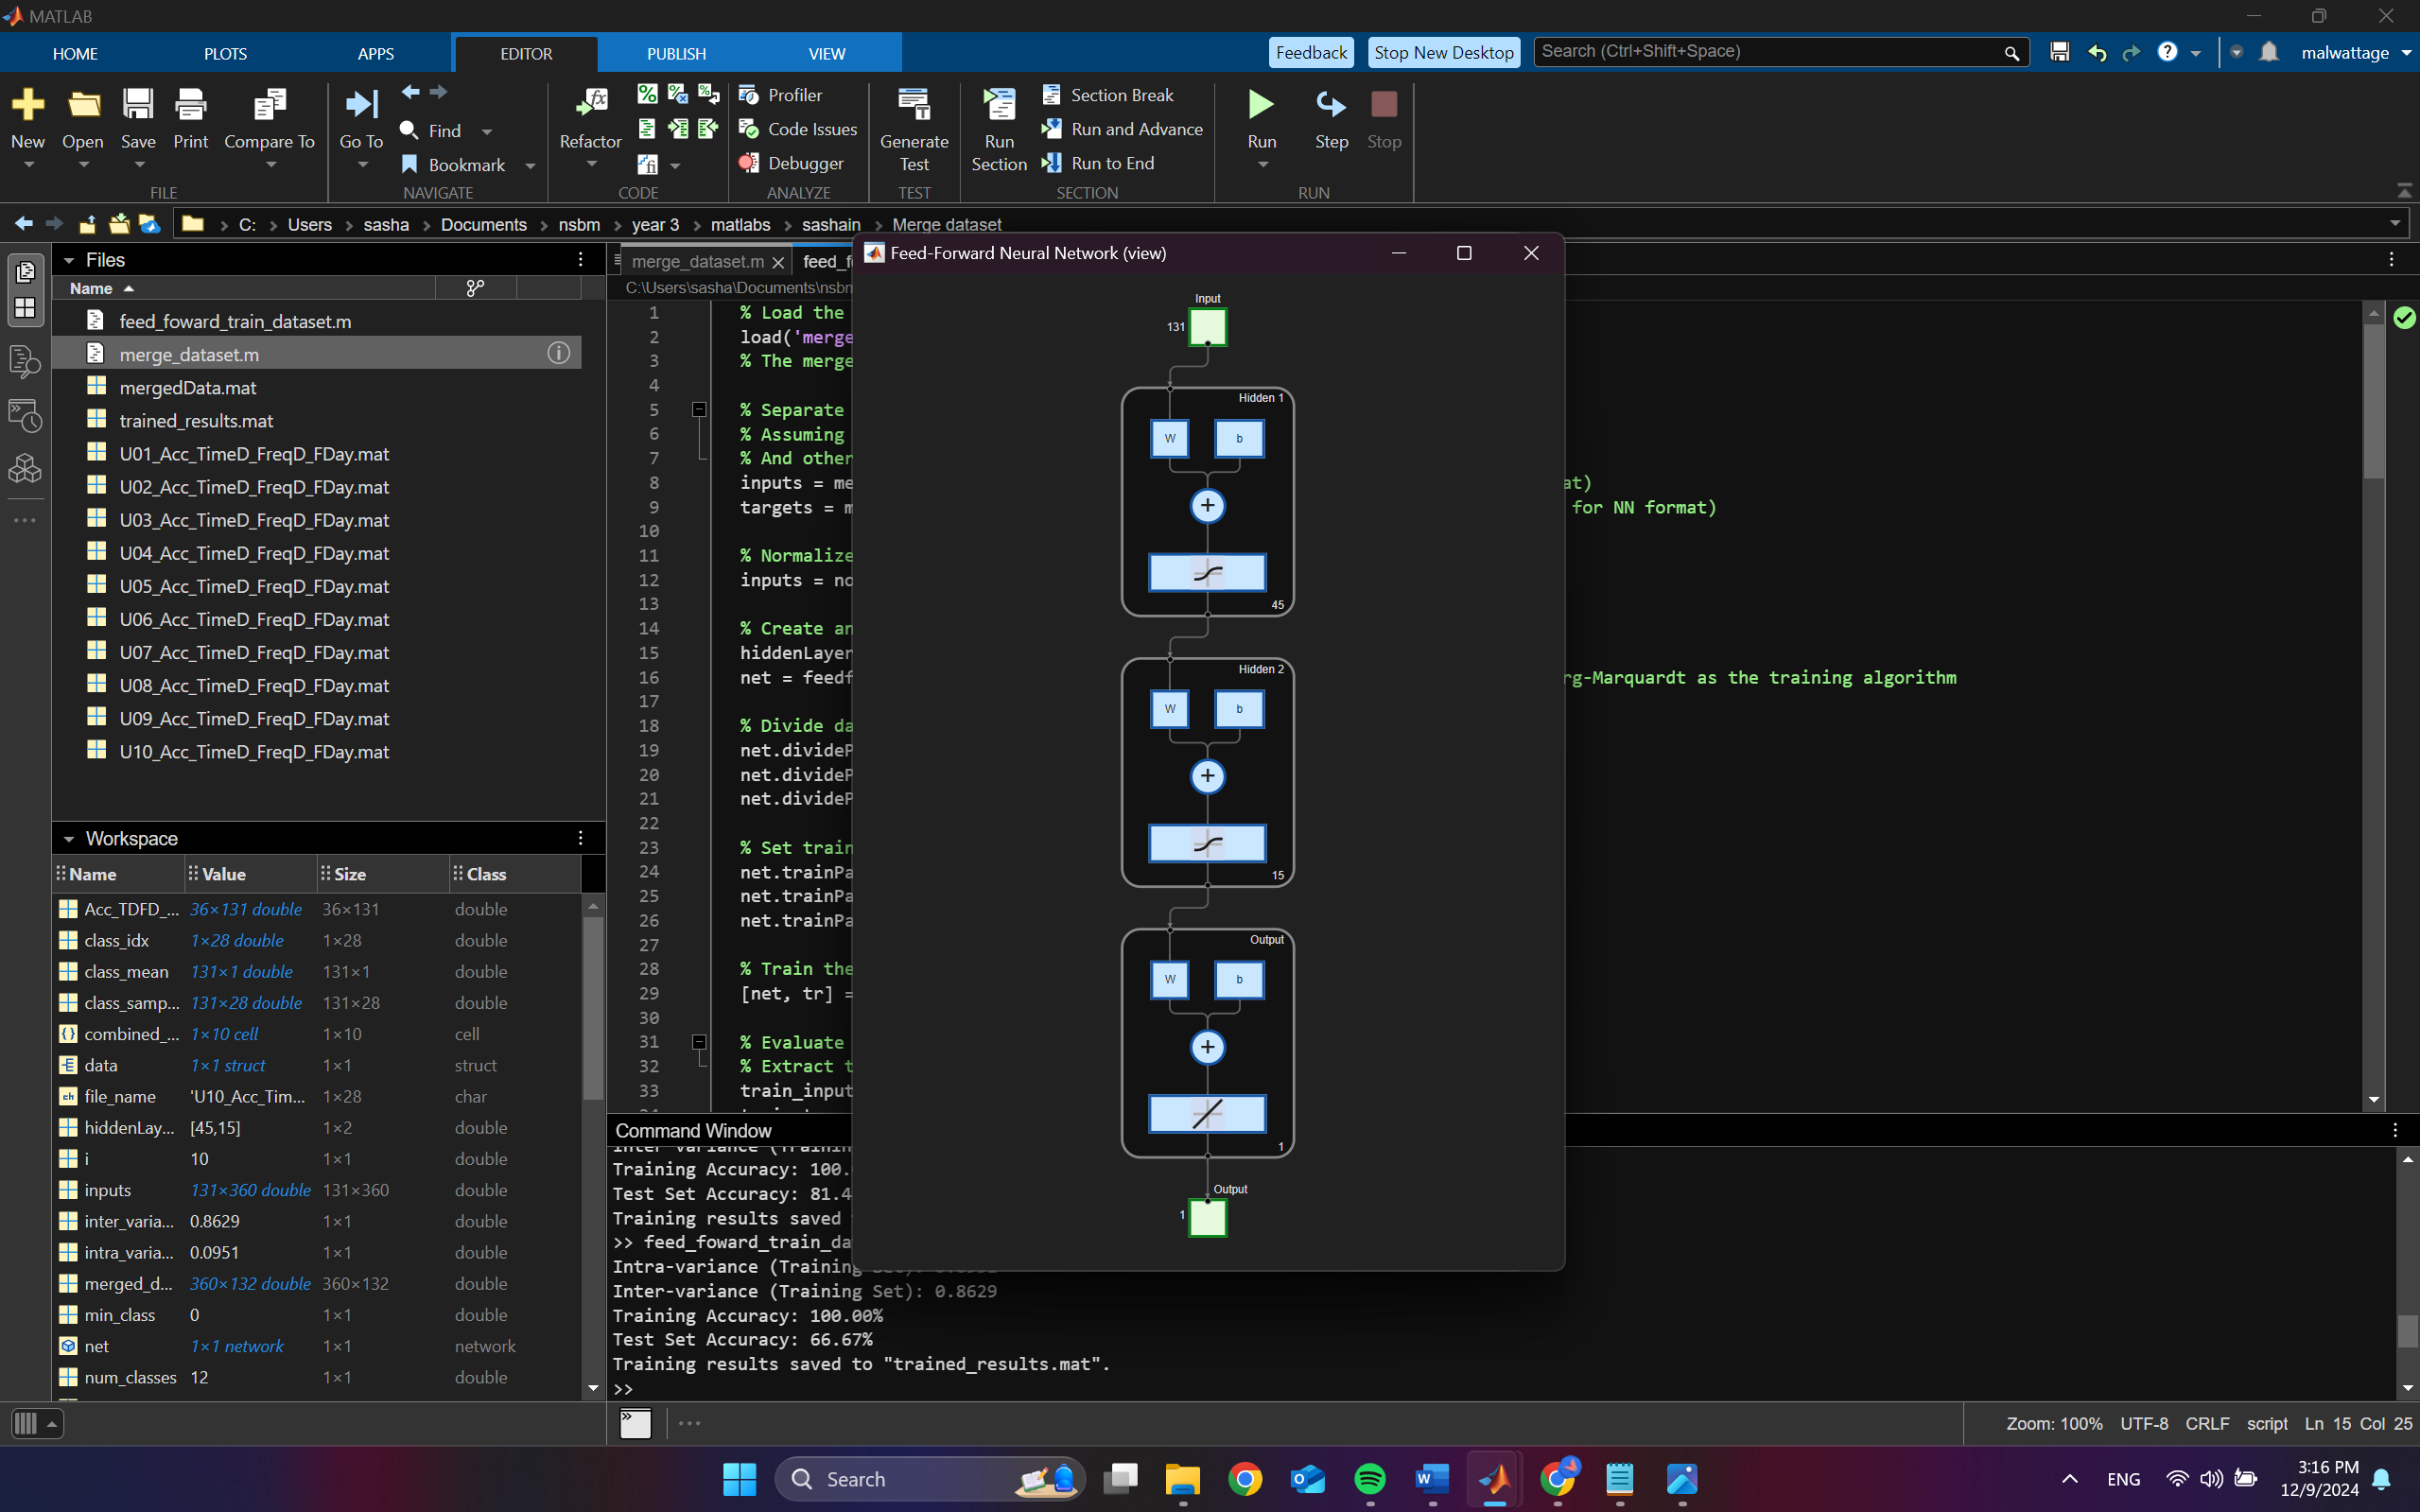 MATLAB
HOME PLOTS APPS EDITOR PUBLISH VIEW Feedback Stop New Desktop Search (Ctrl+Shift+Space) malwattage
New Open Save Print Compare To
FILE
Go To Find Bookmark
NAVIGATE
Refactor
CODE
Profiler
Code Issues
Debugger
ANALYZE
Generate Test
TEST
Run Section
Section Break
Run and Advance
Run to End
SECTION
Run Step Stop
RUN
C: Users sasha Documents nsbm year 3 matlabs sashain Merge dataset
Files
Name
feed_foward_train_dataset.m
merge_dataset.m
mergedData.mat
trained_results.mat
U01_Acc_TimeD_FreqD_FDay.mat
U02_Acc_TimeD_FreqD_FDay.mat
U03_Acc_TimeD_FreqD_FDay.mat
U04_Acc_TimeD_FreqD_FDay.mat
U05_Acc_TimeD_FreqD_FDay.mat
U06_Acc_TimeD_FreqD_FDay.mat
U07_Acc_TimeD_FreqD_FDay.mat
U08_Acc_TimeD_FreqD_FDay.mat
U09_Acc_TimeD_FreqD_FDay.mat
U10_Acc_TimeD_FreqD_FDay.mat
Workspace
Name Value Size Class
Acc_TDFD_... 36×131 double 36×131 double
class_idx 1×28 double 1×28 double
class_mean 131×1 double 131×1 double
class_samp... 131×28 double 131×28 double
combined_... 1×10 cell 1×10 cell
data 1×1 struct 1×1 struct
file_name 'U10_Acc_Tim... 1×28 char
hiddenLay... [45,15] 1×2 double
i 10 1×1 double
inputs 131×360 double 131×360 double
inter_varia... 0.8629 1×1 double
intra_varia... 0.0951 1×1 double
merged_d... 360×132 double 360×132 double
min_class 0 1×1 double
net 1×1 network 1×1 network
num_classes 12 1×1 double
merge_dataset.m feed_f
C:\Users\sasha\Documents\nsbn
1 % Load the
2 load('merge
3 % The merge
4
5 % Separate
6 % Assuming
7 % And other
8 inputs = me at)
9 targets = m for NN format)
10
11 % Normalize
12 inputs = no
13
14 % Create an
15 hiddenLayer
16 net = feedf rg-Marquardt as the training algorithm
17
18 % Divide da
19 net.divideP
20 net.divideP
21 net.divideP
22
23 % Set train
24 net.trainPa
25 net.trainPa
26 net.trainPa
27
28 % Train the
29 [net, tr] =
30
31 % Evaluate
32 % Extract t
33 train_input
Feed-Forward Neural Network (view)
Input
131
Hidden 1
W b
+
45
Hidden 2
W b
+
15
Output
W b
+
1
Output
1
Command Window
Inter-variance (Trainin
Training Accuracy: 100.
Test Set Accuracy: 81.4
Training results saved
>> feed_foward_train_da
Intra-variance (Training Set):
Inter-variance (Training Set): 0.8629
Training Accuracy: 100.00%
Test Set Accuracy: 66.67%
Training results saved to "trained_results.mat".
>>
Zoom: 100% UTF-8 CRLF script Ln 15 Col 25
Search
ENG
3:16 PM
12/9/2024